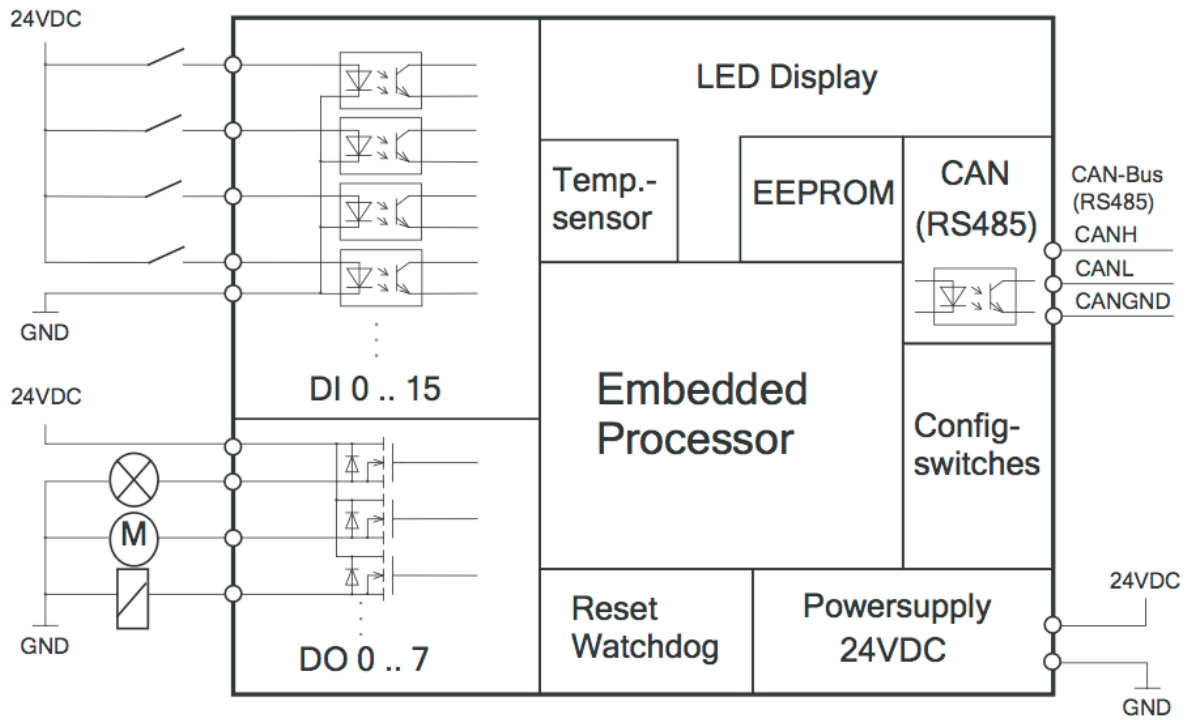 24VDC
LED Display
Temp.-
sensor
EEPROM
CAN
(RS485)
CAN-Bus
(RS485)
CANH
CANL
CANGND
GND
DI 0 .. 15
24VDC
Embedded
Processor
Config-
switches
M
GND
DO 0 .. 7
Reset
Watchdog
Powersupply
24VDC
24VDC
GND